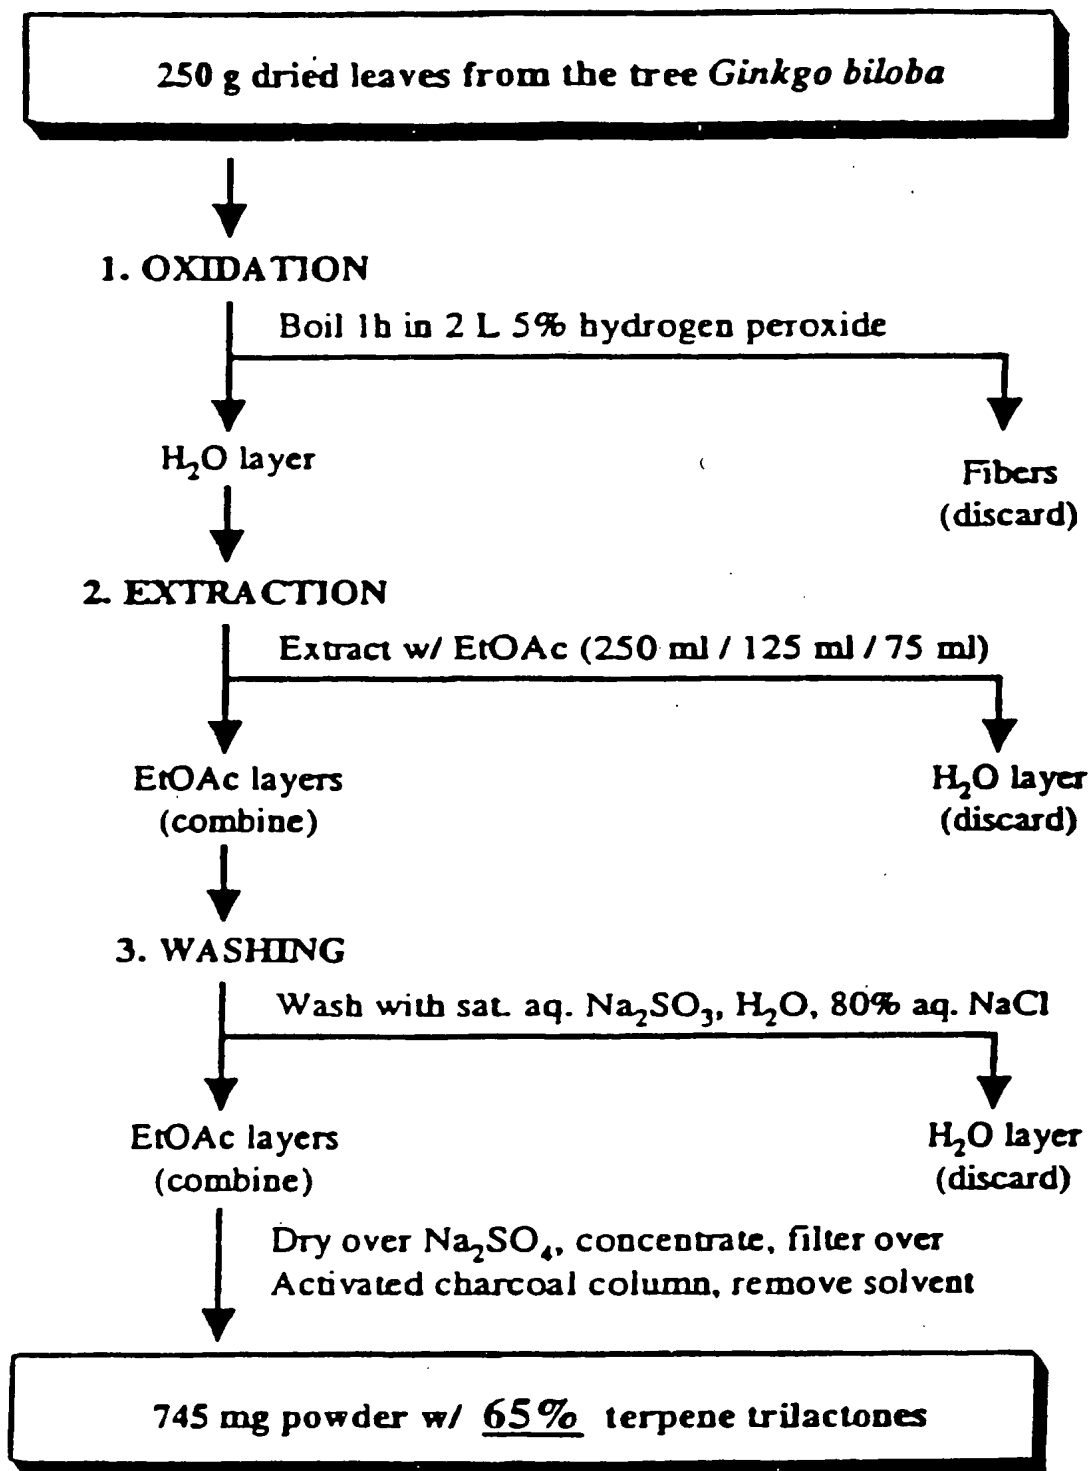 250 g dried leaves from the tree Ginkgo biloba
1. OXIDATION
Boil 1h in 2 L 5% hydrogen peroxide
H₂O layer
Fibers
(discard)
2. EXTRACTION
Extract w/ EtOAc (250 ml / 125 ml / 75 ml)
EtOAc layers
(combine)
H₂O layer
(discard)
3. WASHING
Wash with sat. aq. Na₂SO₃, H₂O, 80% aq. NaCl
EtOAc layers
(combine)
H₂O layer
(discard)
Dry over Na₂SO₄, concentrate, filter over
Activated charcoal column, remove solvent
745 mg powder w/ 65% terpene trilactones